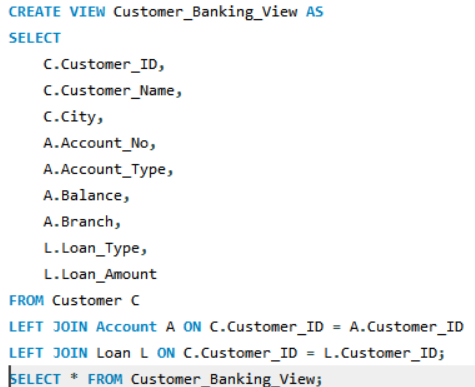 CREATE VIEW Customer_Banking_View AS
SELECT
    C.Customer_ID,
    C.Customer_Name,
    C.City,
    A.Account_No,
    A.Account_Type,
    A.Balance,
    A.Branch,
    L.Loan_Type,
    L.Loan_Amount
FROM Customer C
LEFT JOIN Account A ON C.Customer_ID = A.Customer_ID
LEFT JOIN Loan L ON C.Customer_ID = L.Customer_ID;
SELECT * FROM Customer_Banking_View;